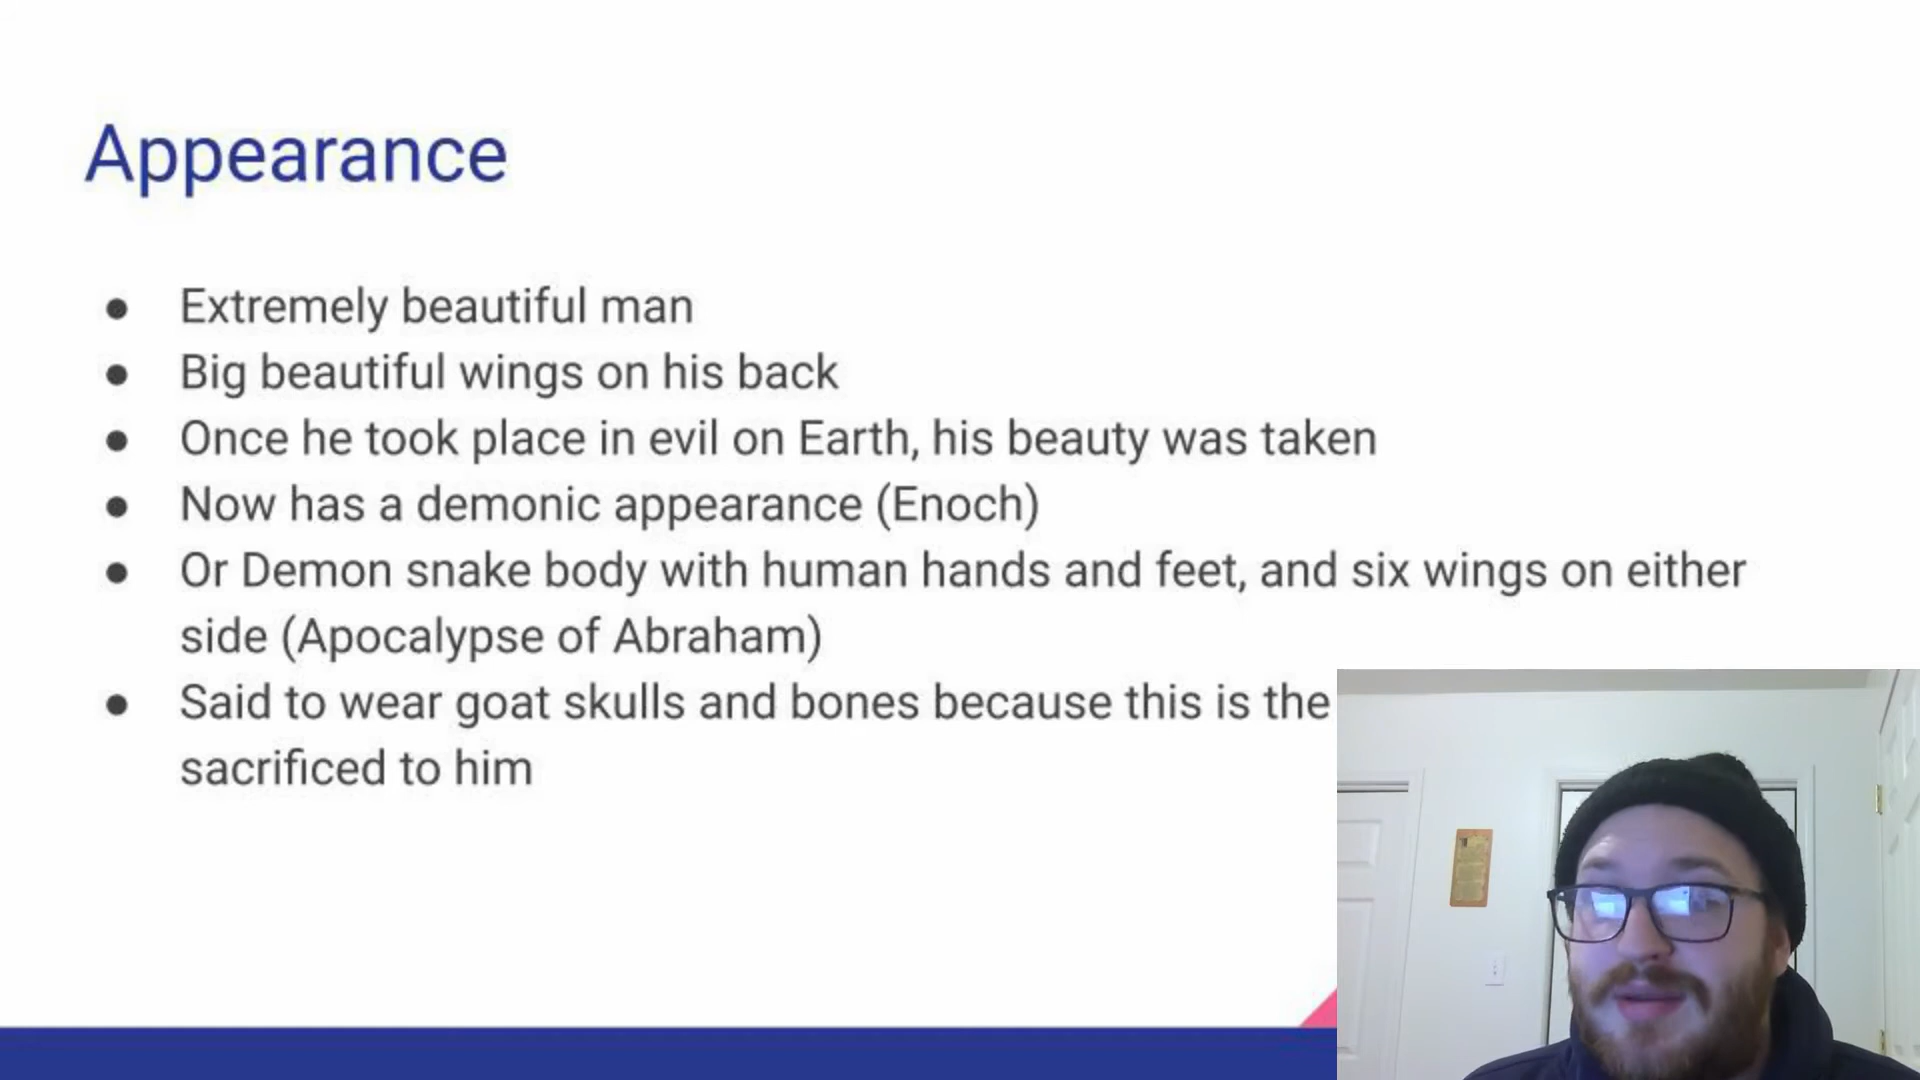 Appearance
● Extremely beautiful man
● Big beautiful wings on his back
● Once he took place in evil on Earth, his beauty was taken
● Now has a demonic appearance (Enoch)
● Or Demon snake body with human hands and feet, and six wings on either
side (Apocalypse of Abraham)
● Said to wear goat skulls and bones because this is the
sacrificed to him